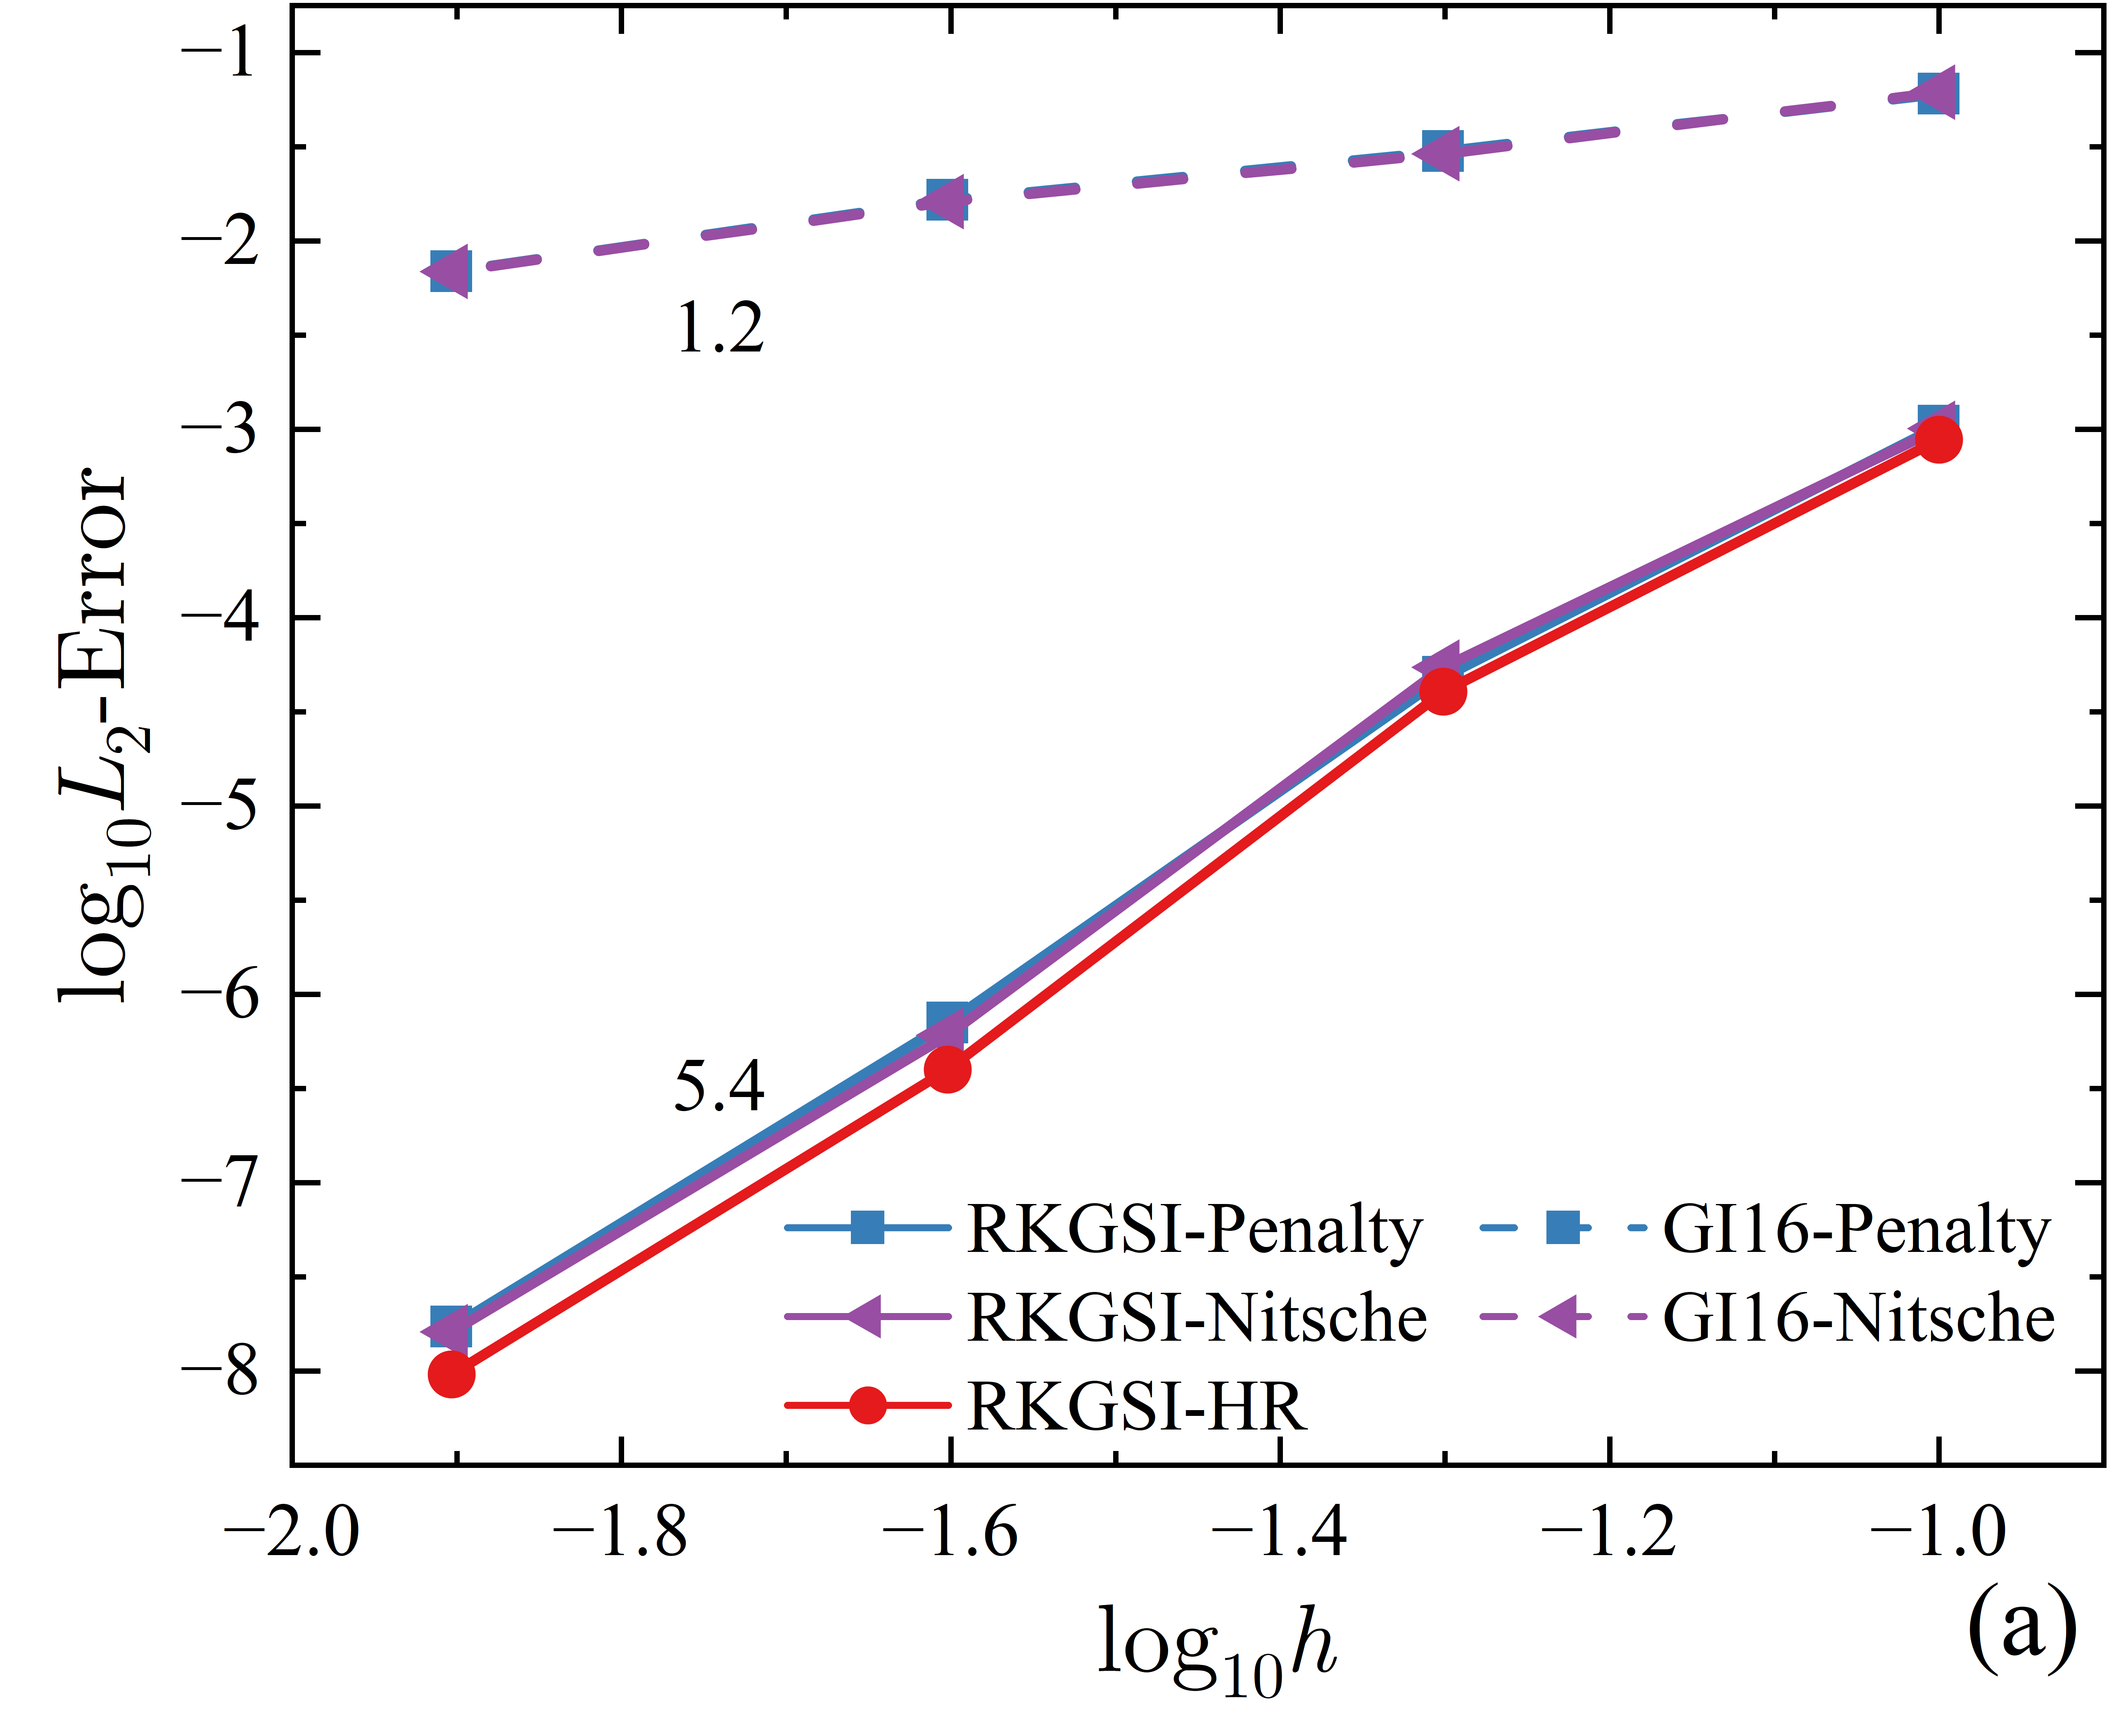 −1
−2
−3
−4
−5
−6
−7
−8
log₁₀L₂-Error
1.2
5.4
RKGSI-Penalty
GI16-Penalty
RKGSI-Nitsche
GI16-Nitsche
RKGSI-HR
−2.0
−1.8
−1.6
−1.4
−1.2
−1.0
log₁₀h
(a)